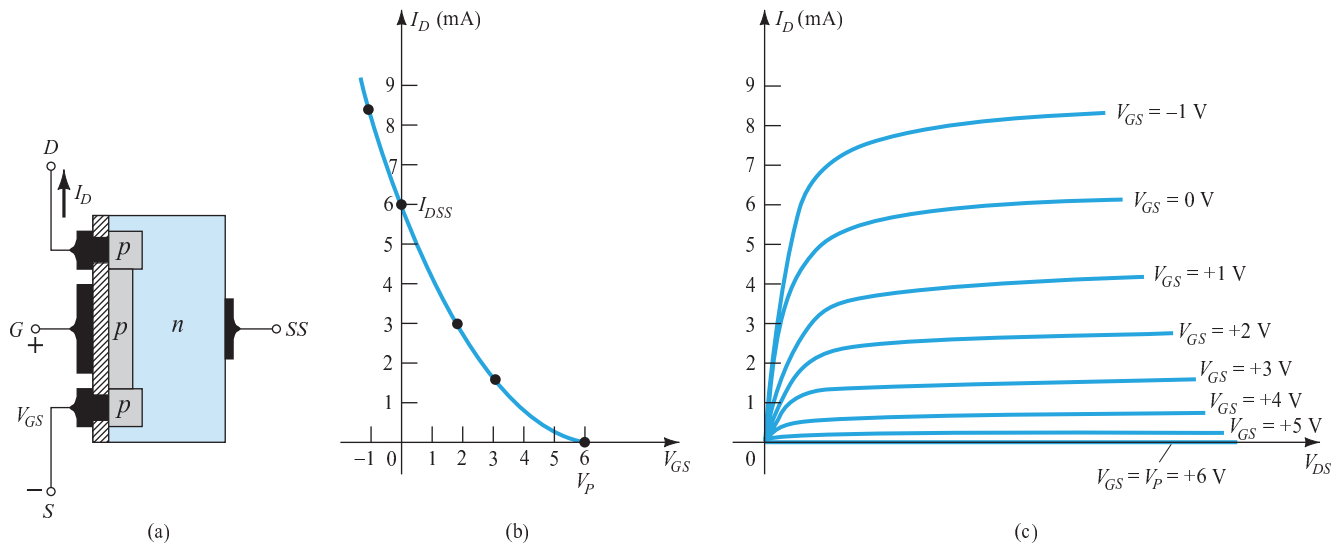 D
I_D
p
p
n
G
+
SS
p
V_GS
–
S
(a)
I_D (mA)
9
8
7
6
I_DSS
5
4
3
2
1
–1 0 1 2 3 4 5 6
V_GS
V_P
(b)
I_D (mA)
9
8
7
6
5
4
3
2
1
0
V_GS = –1 V
V_GS = 0 V
V_GS = +1 V
V_GS = +2 V
V_GS = +3 V
V_GS = +4 V
V_GS = +5 V
V_DS
V_GS = V_P = +6 V
(c)